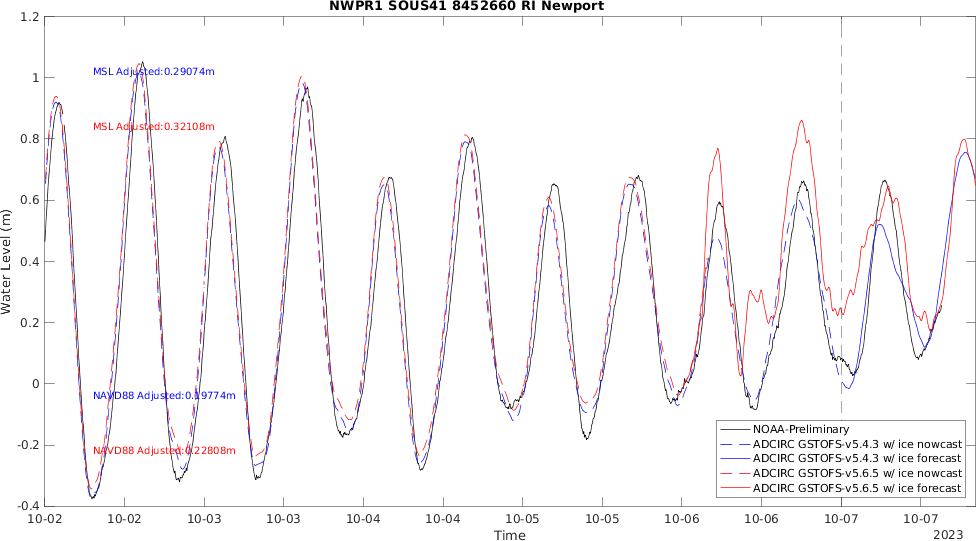 NWPR1 SOUS41 8452660 RI Newport
1.2
1
0.8
0.6
0.4
0.2
0
-0.2
-0.4
Water Level (m)
MSL Adjusted:0.29074m
MSL Adjusted:0.32108m
NAVD88 Adjusted:0.19774m
NAVD88 Adjusted:0.22808m
NOAA-Preliminary
ADCIRC GSTOFS-v5.4.3 w/ ice nowcast
ADCIRC GSTOFS-v5.4.3 w/ ice forecast
ADCIRC GSTOFS-v5.6.5 w/ ice nowcast
ADCIRC GSTOFS-v5.6.5 w/ ice forecast
10-02 10-02 10-03 10-03 10-04 10-04 10-05 10-05 10-06 10-06 10-07 10-07
Time
2023